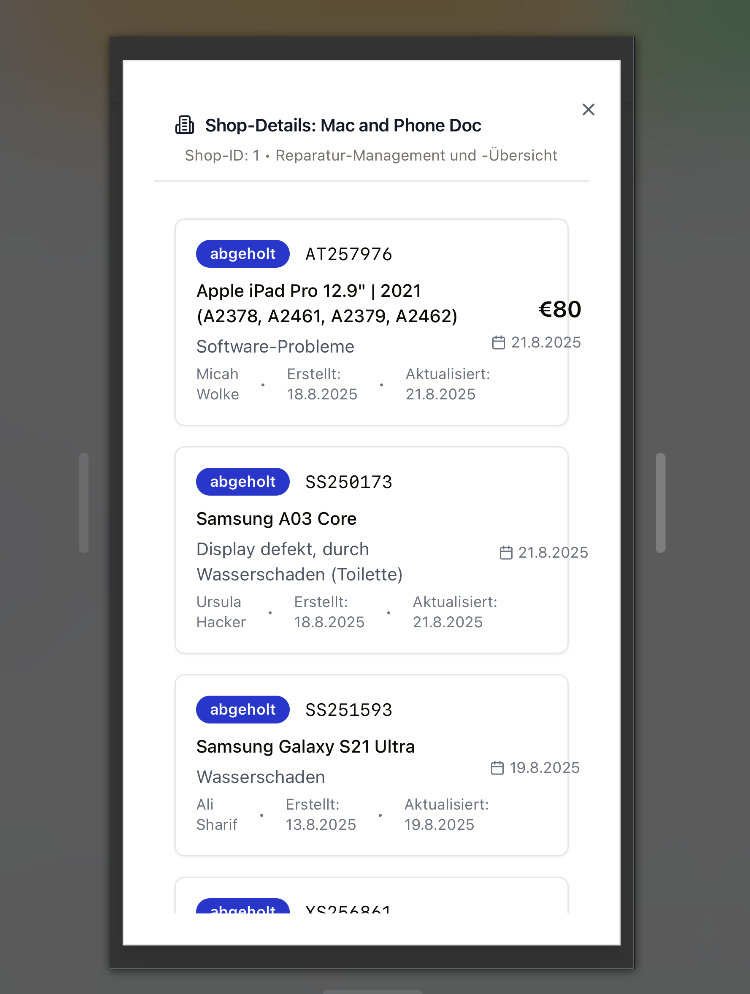 Shop-Details: Mac and Phone Doc
Shop-ID: 1 • Reparatur-Management und -Übersicht
abgeholt AT257976
Apple iPad Pro 12.9" | 2021
(A2378, A2461, A2379, A2462)
€80
Software-Probleme
21.8.2025
Micah • Erstellt: • Aktualisiert:
Wolke 18.8.2025 21.8.2025
abgeholt SS250173
Samsung A03 Core
Display defekt, durch
21.8.2025
Wasserschaden (Toilette)
Ursula • Erstellt: • Aktualisiert:
Hacker 18.8.2025 21.8.2025
abgeholt SS251593
Samsung Galaxy S21 Ultra
19.8.2025
Wasserschaden
Ali • Erstellt: • Aktualisiert:
Sharif 13.8.2025 19.8.2025
abgeholt YS256861